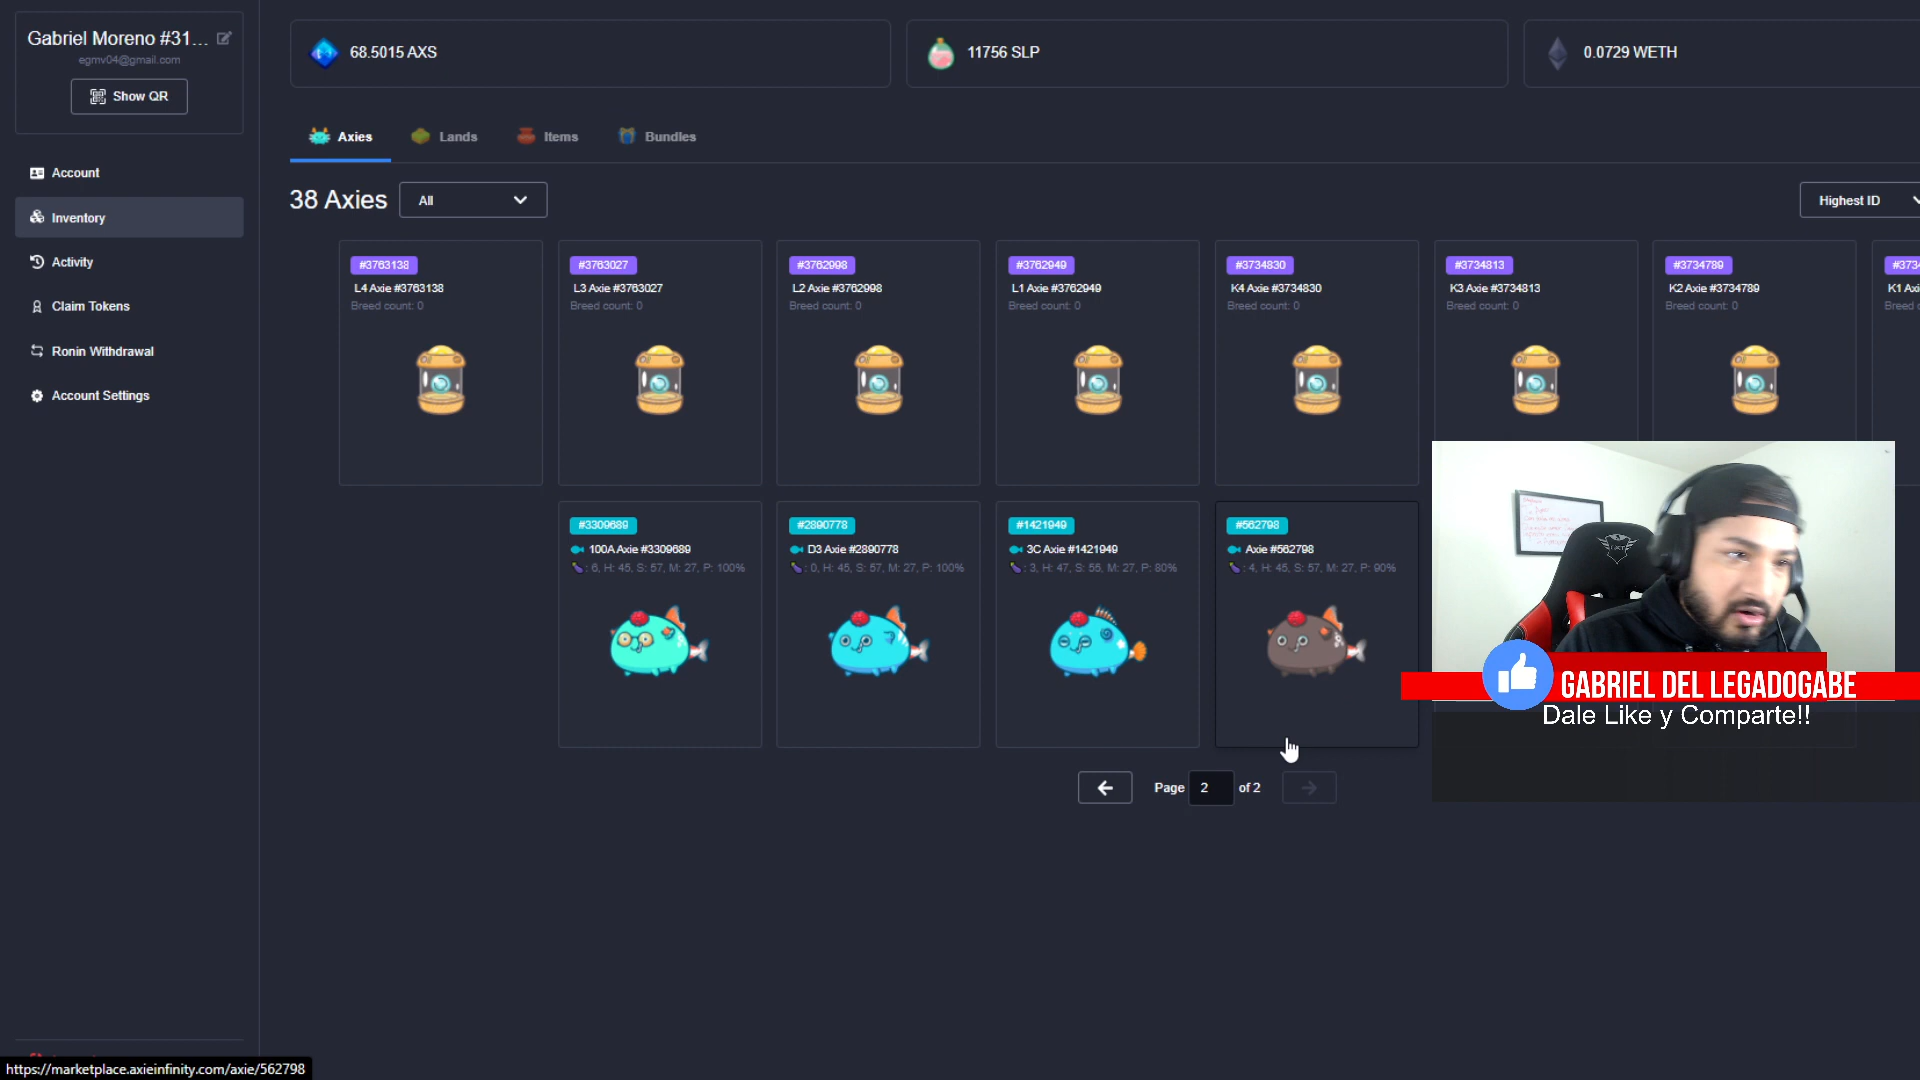 Gabriel Moreno #31...
egmv04@gmail.com
Show QR
Account
Inventory
Activity
Claim Tokens
Ronin Withdrawal
Account Settings
68.5015 AXS
11756 SLP
0.0729 WETH
Axies
Lands
Items
Bundles
38 Axies
All
Highest ID
#3763138
L4 Axie #3763138
Breed count: 0
#3763027
L3 Axie #3763027
Breed count: 0
#3762998
L2 Axie #3762998
Breed count: 0
#3762949
L1 Axie #3762949
Breed count: 0
#3734830
K4 Axie #3734830
Breed count: 0
#3734813
K3 Axie #3734813
Breed count: 0
#3734789
K2 Axie #3734789
Breed count: 0
#3734
K1 Axi
Breed c
#3309689
100A Axie #3309689
: 6, H: 45, S: 57, M: 27, P: 100%
#2890778
D3 Axie #2890778
: 0, H: 45, S: 57, M: 27, P: 100%
#1421949
3C Axie #1421949
: 3, H: 47, S: 55, M: 27, P: 80%
#562798
Axie #562798
: 4, H: 45, S: 57, M: 27, P: 90%
GABRIEL DEL LEGADOGABE
Dale Like y Comparte!!
Page 2 of 2
https://marketplace.axieinfinity.com/axie/562798